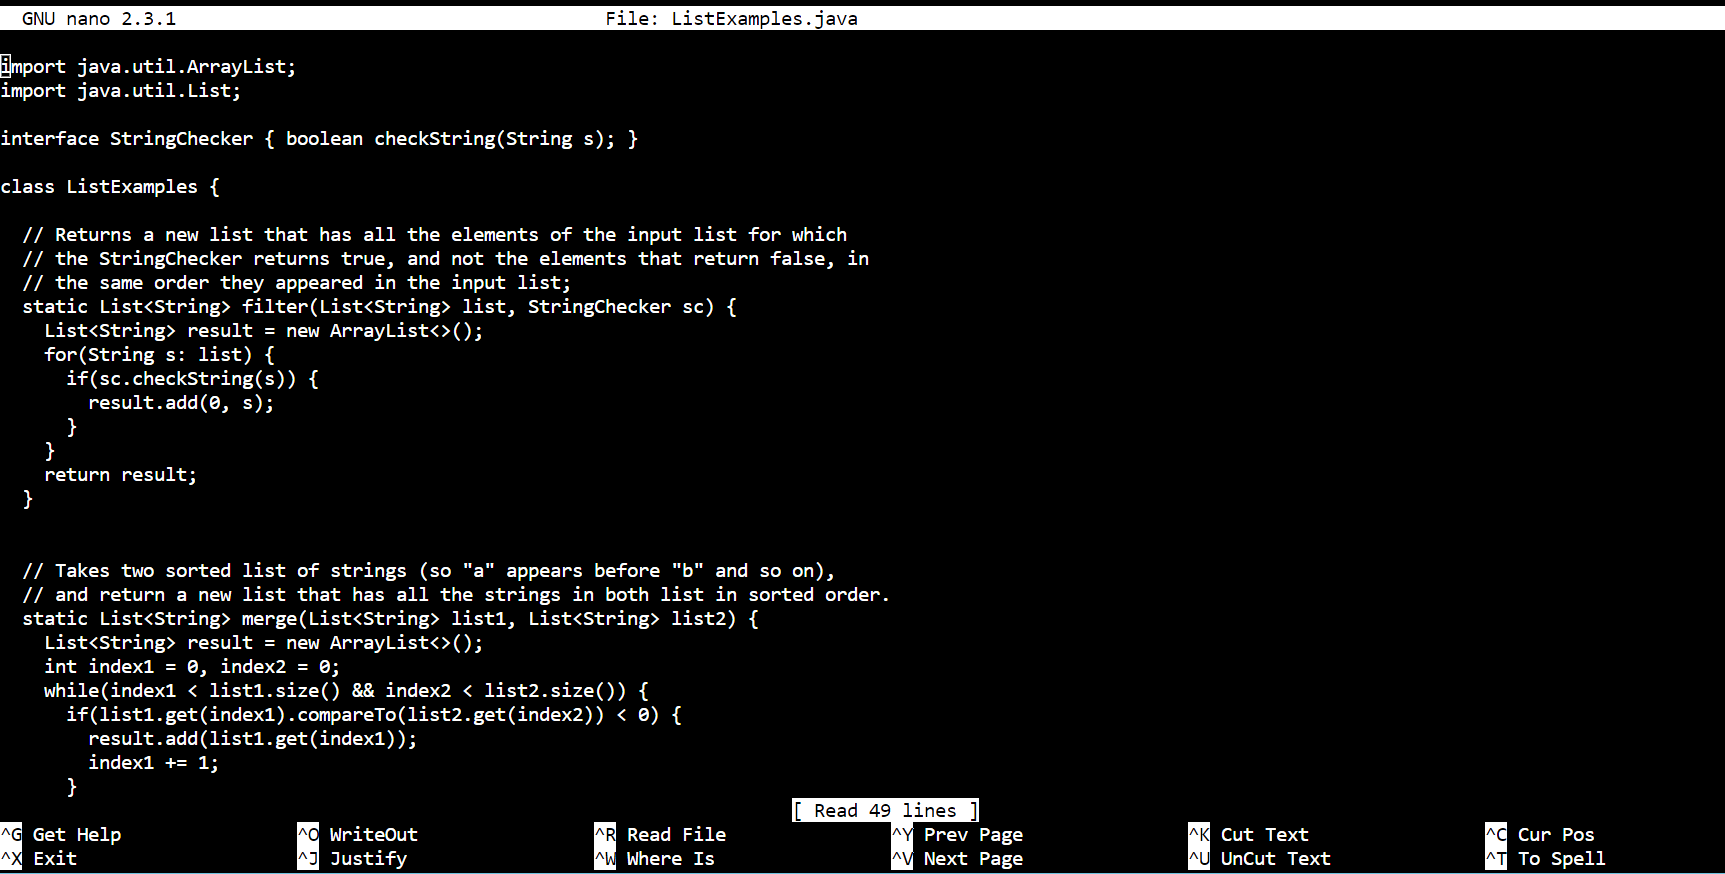 GNU nano 2.3.1 File: ListExamples.java
import java.util.ArrayList;
import java.util.List;
interface StringChecker { boolean checkString(String s); }
class ListExamples {
  // Returns a new list that has all the elements of the input list for which
  // the StringChecker returns true, and not the elements that return false, in
  // the same order they appeared in the input list;
  static List<String> filter(List<String> list, StringChecker sc) {
    List<String> result = new ArrayList<>();
    for(String s: list) {
      if(sc.checkString(s)) {
        result.add(0, s);
      }
    }
    return result;
  }
  // Takes two sorted list of strings (so "a" appears before "b" and so on),
  // and return a new list that has all the strings in both list in sorted order.
  static List<String> merge(List<String> list1, List<String> list2) {
    List<String> result = new ArrayList<>();
    int index1 = 0, index2 = 0;
    while(index1 < list1.size() && index2 < list2.size()) {
      if(list1.get(index1).compareTo(list2.get(index2)) < 0) {
        result.add(list1.get(index1));
        index1 += 1;
      }
[ Read 49 lines ]
^G Get Help ^O WriteOut ^R Read File ^Y Prev Page ^K Cut Text ^C Cur Pos
^X Exit ^J Justify ^W Where Is ^V Next Page ^U UnCut Text ^T To Spell